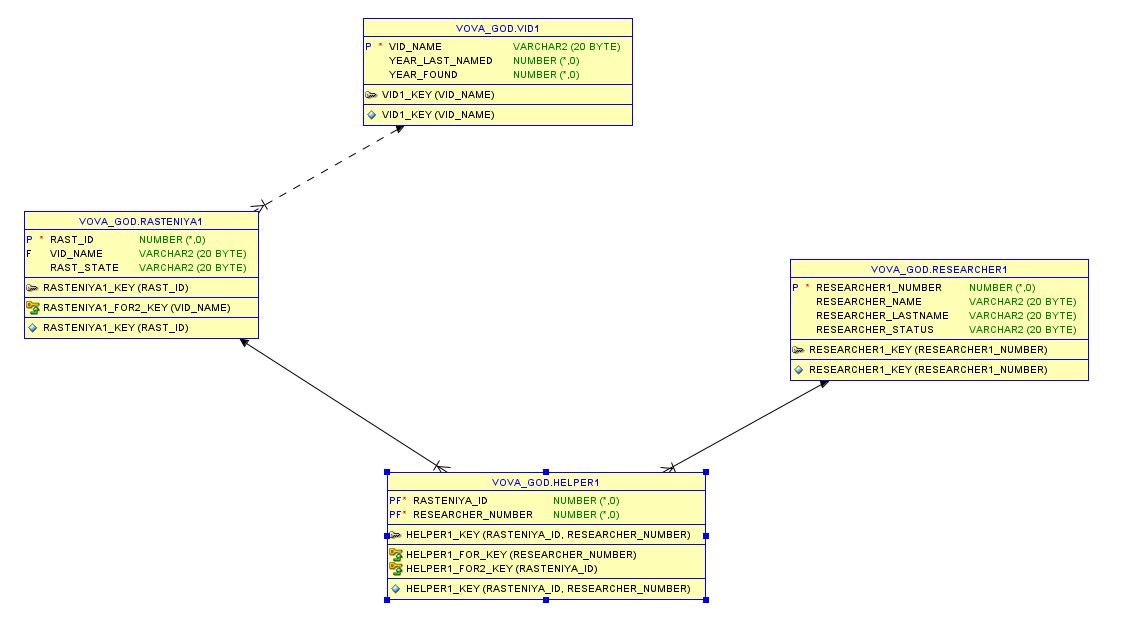 VOVA_GOD.VID1
P * VID_NAME VARCHAR2 (20 BYTE)
YEAR_LAST_NAMED NUMBER (*,0)
YEAR_FOUND NUMBER (*,0)
VID1_KEY (VID_NAME)
VID1_KEY (VID_NAME)
VOVA_GOD.RASTENIYA1
P * RAST_ID NUMBER (*,0)
F VID_NAME VARCHAR2 (20 BYTE)
RAST_STATE VARCHAR2 (20 BYTE)
RASTENIYA1_KEY (RAST_ID)
RASTENIYA1_FOR2_KEY (VID_NAME)
RASTENIYA1_KEY (RAST_ID)
VOVA_GOD.RESEARCHER1
P * RESEARCHER1_NUMBER NUMBER (*,0)
RESEARCHER_NAME VARCHAR2 (20 BYTE)
RESEARCHER_LASTNAME VARCHAR2 (20 BYTE)
RESEARCHER_STATUS VARCHAR2 (20 BYTE)
RESEARCHER1_KEY (RESEARCHER1_NUMBER)
RESEARCHER1_KEY (RESEARCHER1_NUMBER)
VOVA_GOD.HELPER1
PF* RASTENIYA_ID NUMBER (*,0)
PF* RESEARCHER_NUMBER NUMBER (*,0)
HELPER1_KEY (RASTENIYA_ID, RESEARCHER_NUMBER)
HELPER1_FOR_KEY (RESEARCHER_NUMBER)
HELPER1_FOR2_KEY (RASTENIYA_ID)
HELPER1_KEY (RASTENIYA_ID, RESEARCHER_NUMBER)